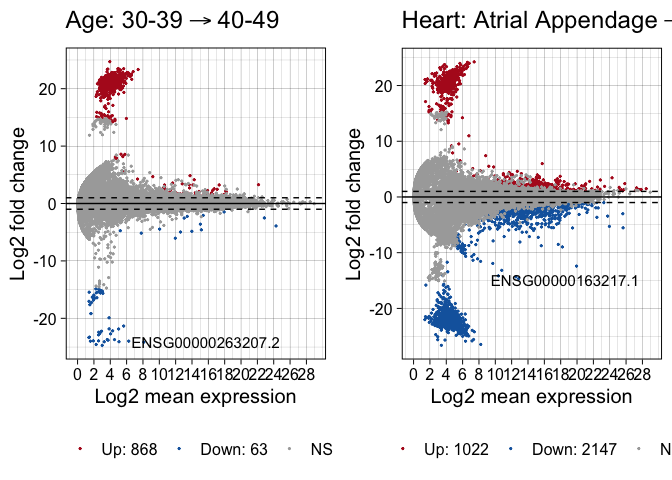 Age: 30-39 → 40-49
Log2 fold change
20
10
0
-10
-20
ENSG00000263207.2
0 2 4 6 8 10 12 14 16 18 20 22 24 26 28
Log2 mean expression
Up: 868 Down: 63 NS
Heart: Atrial Appendage →
Log2 fold change
20
10
0
-10
-20
ENSG00000163217.1
0 2 4 6 8 10 12 14 16 18 20 22 24 26 28
Log2 mean expression
Up: 1022 Down: 2147 N